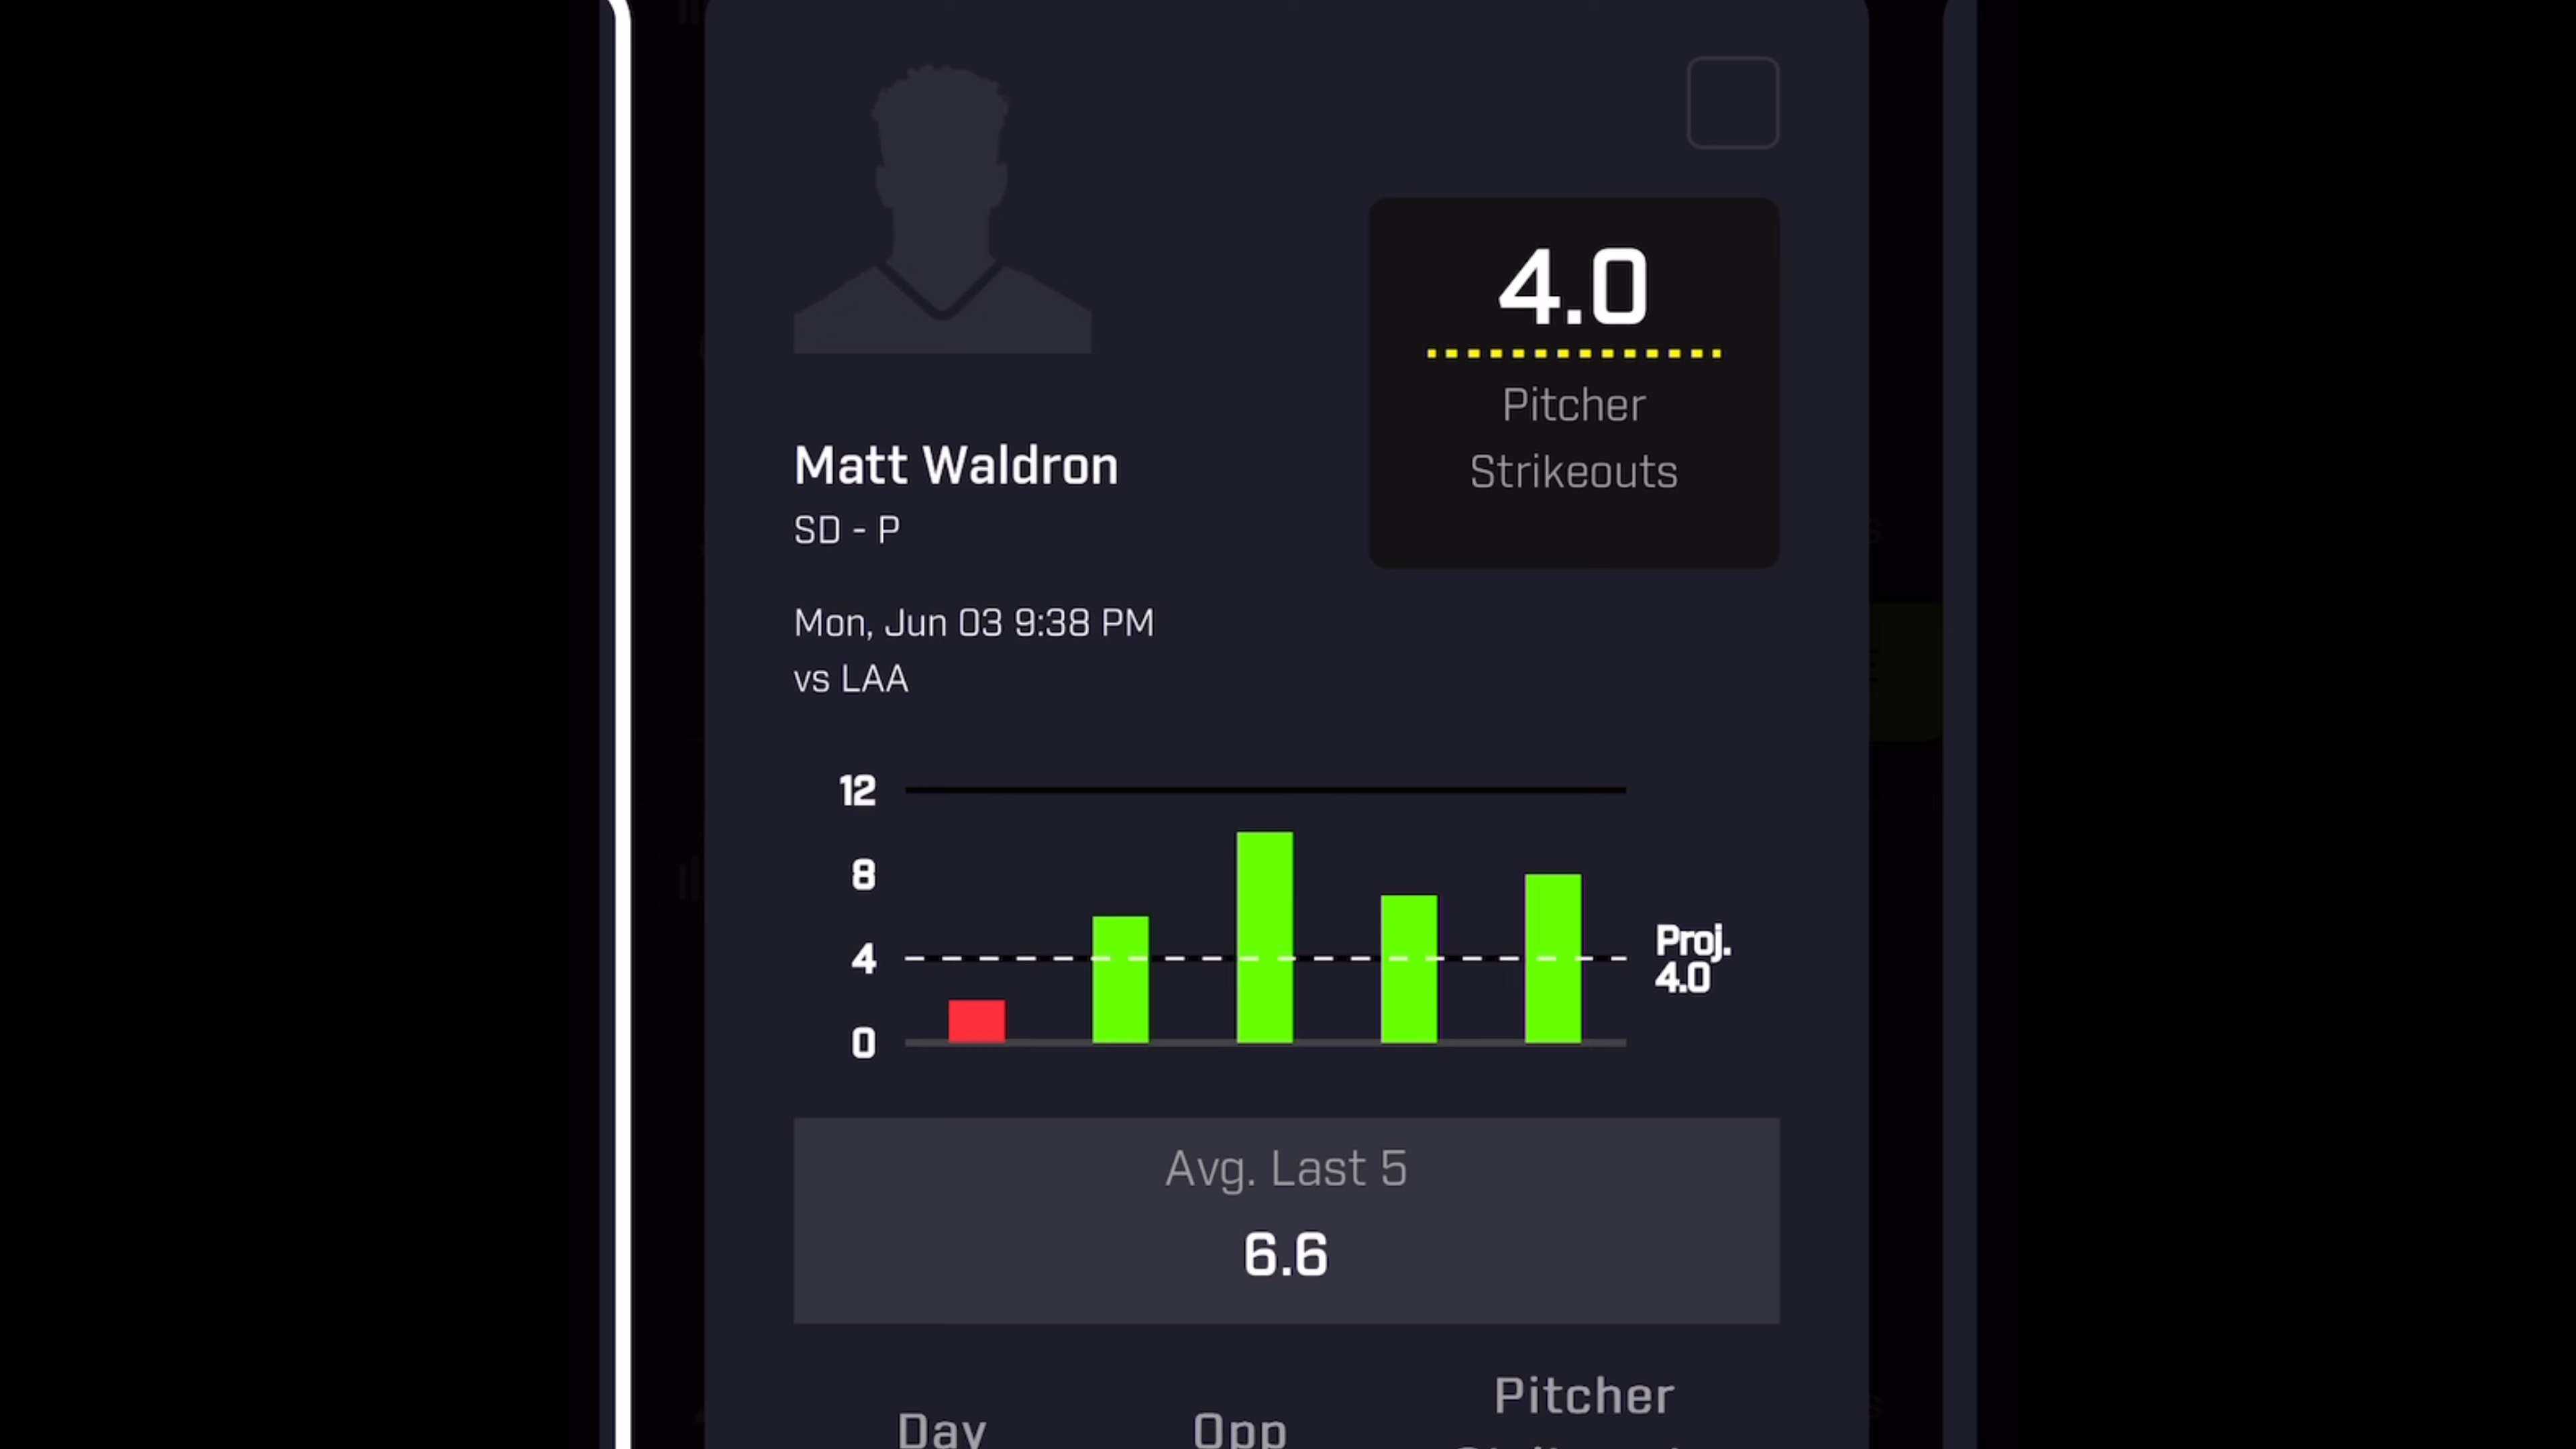 4.0
Pitcher
Strikeouts
Matt Waldron
SD - P
Mon, Jun 03 9:38 PM
vs LAA
12
8
4
0
Proj.
4.0
Avg. Last 5
6.6
Day
Opp
Pitcher